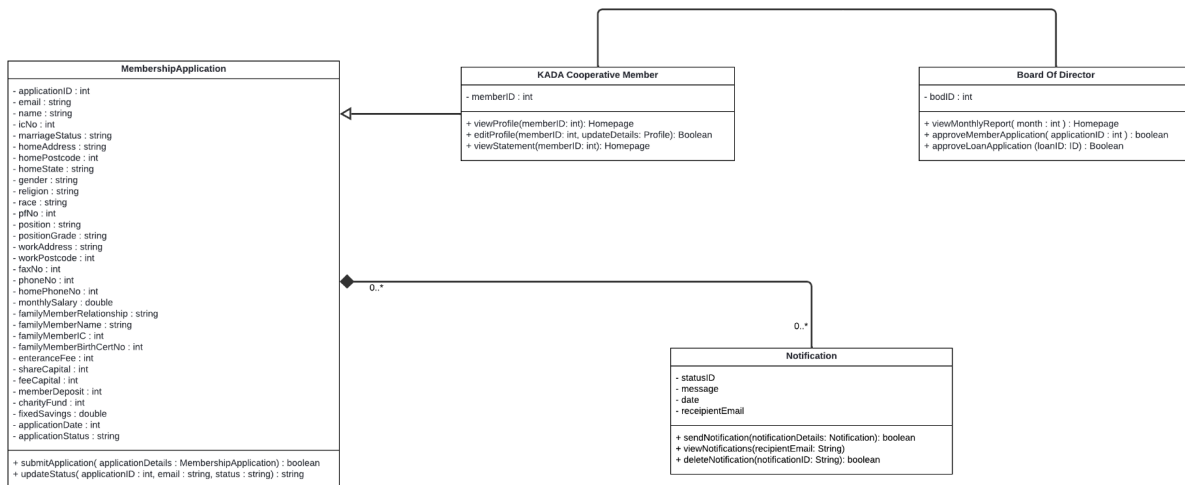 MembershipApplication
- applicationID : int
- email : string
- name : string
- icNo : int
- marriageStatus : string
- homeAddress : string
- homePostcode : int
- homeState : string
- gender : string
- religion : string
- race : string
- pfNo : int
- position : string
- positionGrade : string
- workAddress : string
- workPostcode : int
- faxNo : int
- phoneNo : int
- homePhoneNo : int
- monthlySalary : double
- familyMemberRelationship : string
- familyMemberName : string
- familyMemberIC : int
- familyMemberBirthCertNo : int
- enteranceFee : int
- shareCapital : int
- feeCapital : int
- memberDeposit : int
- charityFund : int
- fixedSavings : double
- applicationDate : int
- applicationStatus : string
+ submitApplication( applicationDetails : MembershipApplication) : boolean
+ updateStatus( applicationID : int, email : string, status : string) : string
KADA Cooperative Member
- memberID : int
+ viewProfile(memberID: int): Homepage
+ editProfile(memberID: int, updateDetails: Profile): Boolean
+ viewStatement(memberID: int): Homepage
Board Of Director
- bodID : int
+ viewMonthlyReport( month : int ) : Homepage
+ approveMemberApplication( applicationID : int ) : boolean
+ approveLoanApplication (loanID: ID) : Boolean
0..*
0..*
Notification
- statusID
- message
- date
- receipientEmail
+ sendNotification(notificationDetails: Notification): boolean
+ viewNotifications(recipientEmail: String)
+ deleteNotification(notificationID: String): boolean